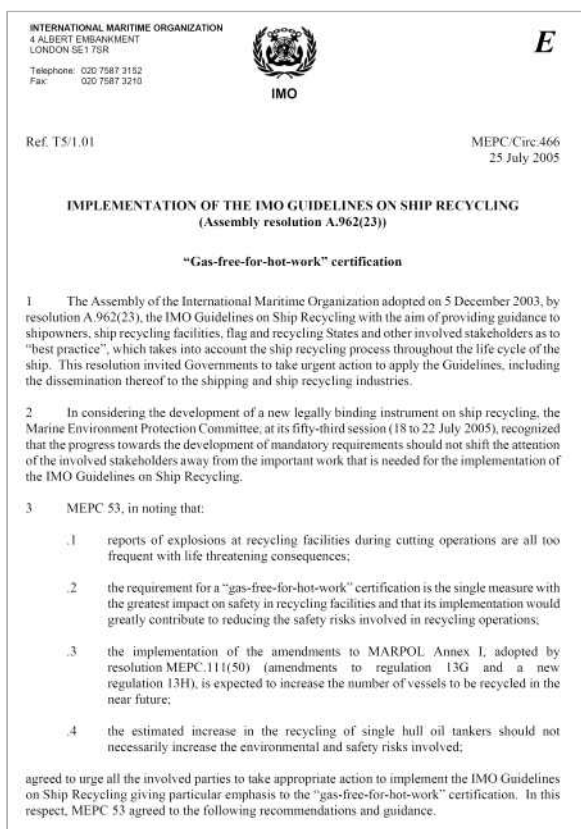 INTERNATIONAL MARITIME ORGANIZATION
4 ALBERT EMBANKMENT
LONDON SE1 7SR
Telephone: 020 7587 3152
Fax: 020 7587 3210
IMO
E
Ref. T5/1.01
MEPC/Circ.466
25 July 2005
IMPLEMENTATION OF THE IMO GUIDELINES ON SHIP RECYCLING
(Assembly resolution A.962(23))
“Gas-free-for-hot-work” certification
1 The Assembly of the International Maritime Organization adopted on 5 December 2003, by
resolution A.962(23), the IMO Guidelines on Ship Recycling with the aim of providing guidance to
shipowners, ship recycling facilities, flag and recycling States and other involved stakeholders as to
“best practice”, which takes into account the ship recycling process throughout the life cycle of the
ship. This resolution invited Governments to take urgent action to apply the Guidelines, including
the dissemination thereof to the shipping and ship recycling industries.
2 In considering the development of a new legally binding instrument on ship recycling, the
Marine Environment Protection Committee, at its fifty-third session (18 to 22 July 2005), recognized
that the progress towards the development of mandatory requirements should not shift the attention
of the involved stakeholders away from the important work that is needed for the implementation of
the IMO Guidelines on Ship Recycling.
3 MEPC 53, in noting that:
.1 reports of explosions at recycling facilities during cutting operations are all too
frequent with life threatening consequences;
.2 the requirement for a “gas-free-for-hot-work” certification is the single measure with
the greatest impact on safety in recycling facilities and that its implementation would
greatly contribute to reducing the safety risks involved in recycling operations;
.3 the implementation of the amendments to MARPOL Annex I, adopted by
resolution MEPC.111(50) (amendments to regulation 13G and a new
regulation 13H), is expected to increase the number of vessels to be recycled in the
near future;
.4 the estimated increase in the recycling of single hull oil tankers should not
necessarily increase the environmental and safety risks involved;
agreed to urge all the involved parties to take appropriate action to implement the IMO Guidelines
on Ship Recycling giving particular emphasis to the “gas-free-for-hot-work” certification. In this
respect, MEPC 53 agreed to the following recommendations and guidance.